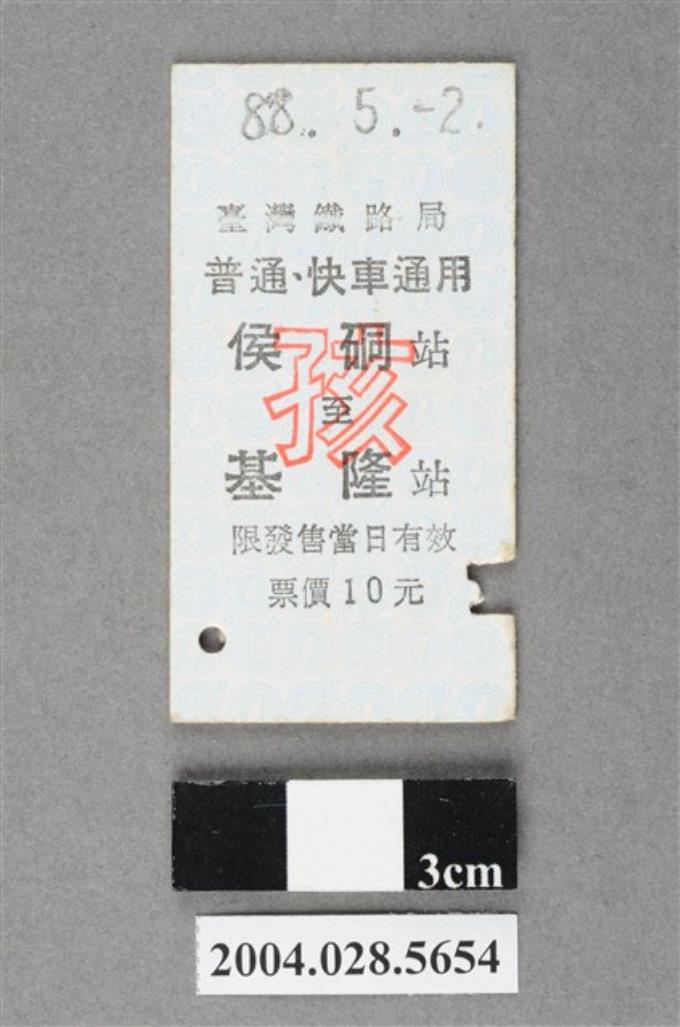 88. 5.-2.
臺灣鐵路局
普通、快車通用
侯硐站
孩
至
基隆站
限發售當日有效
票價10元
3cm
2004.028.5654